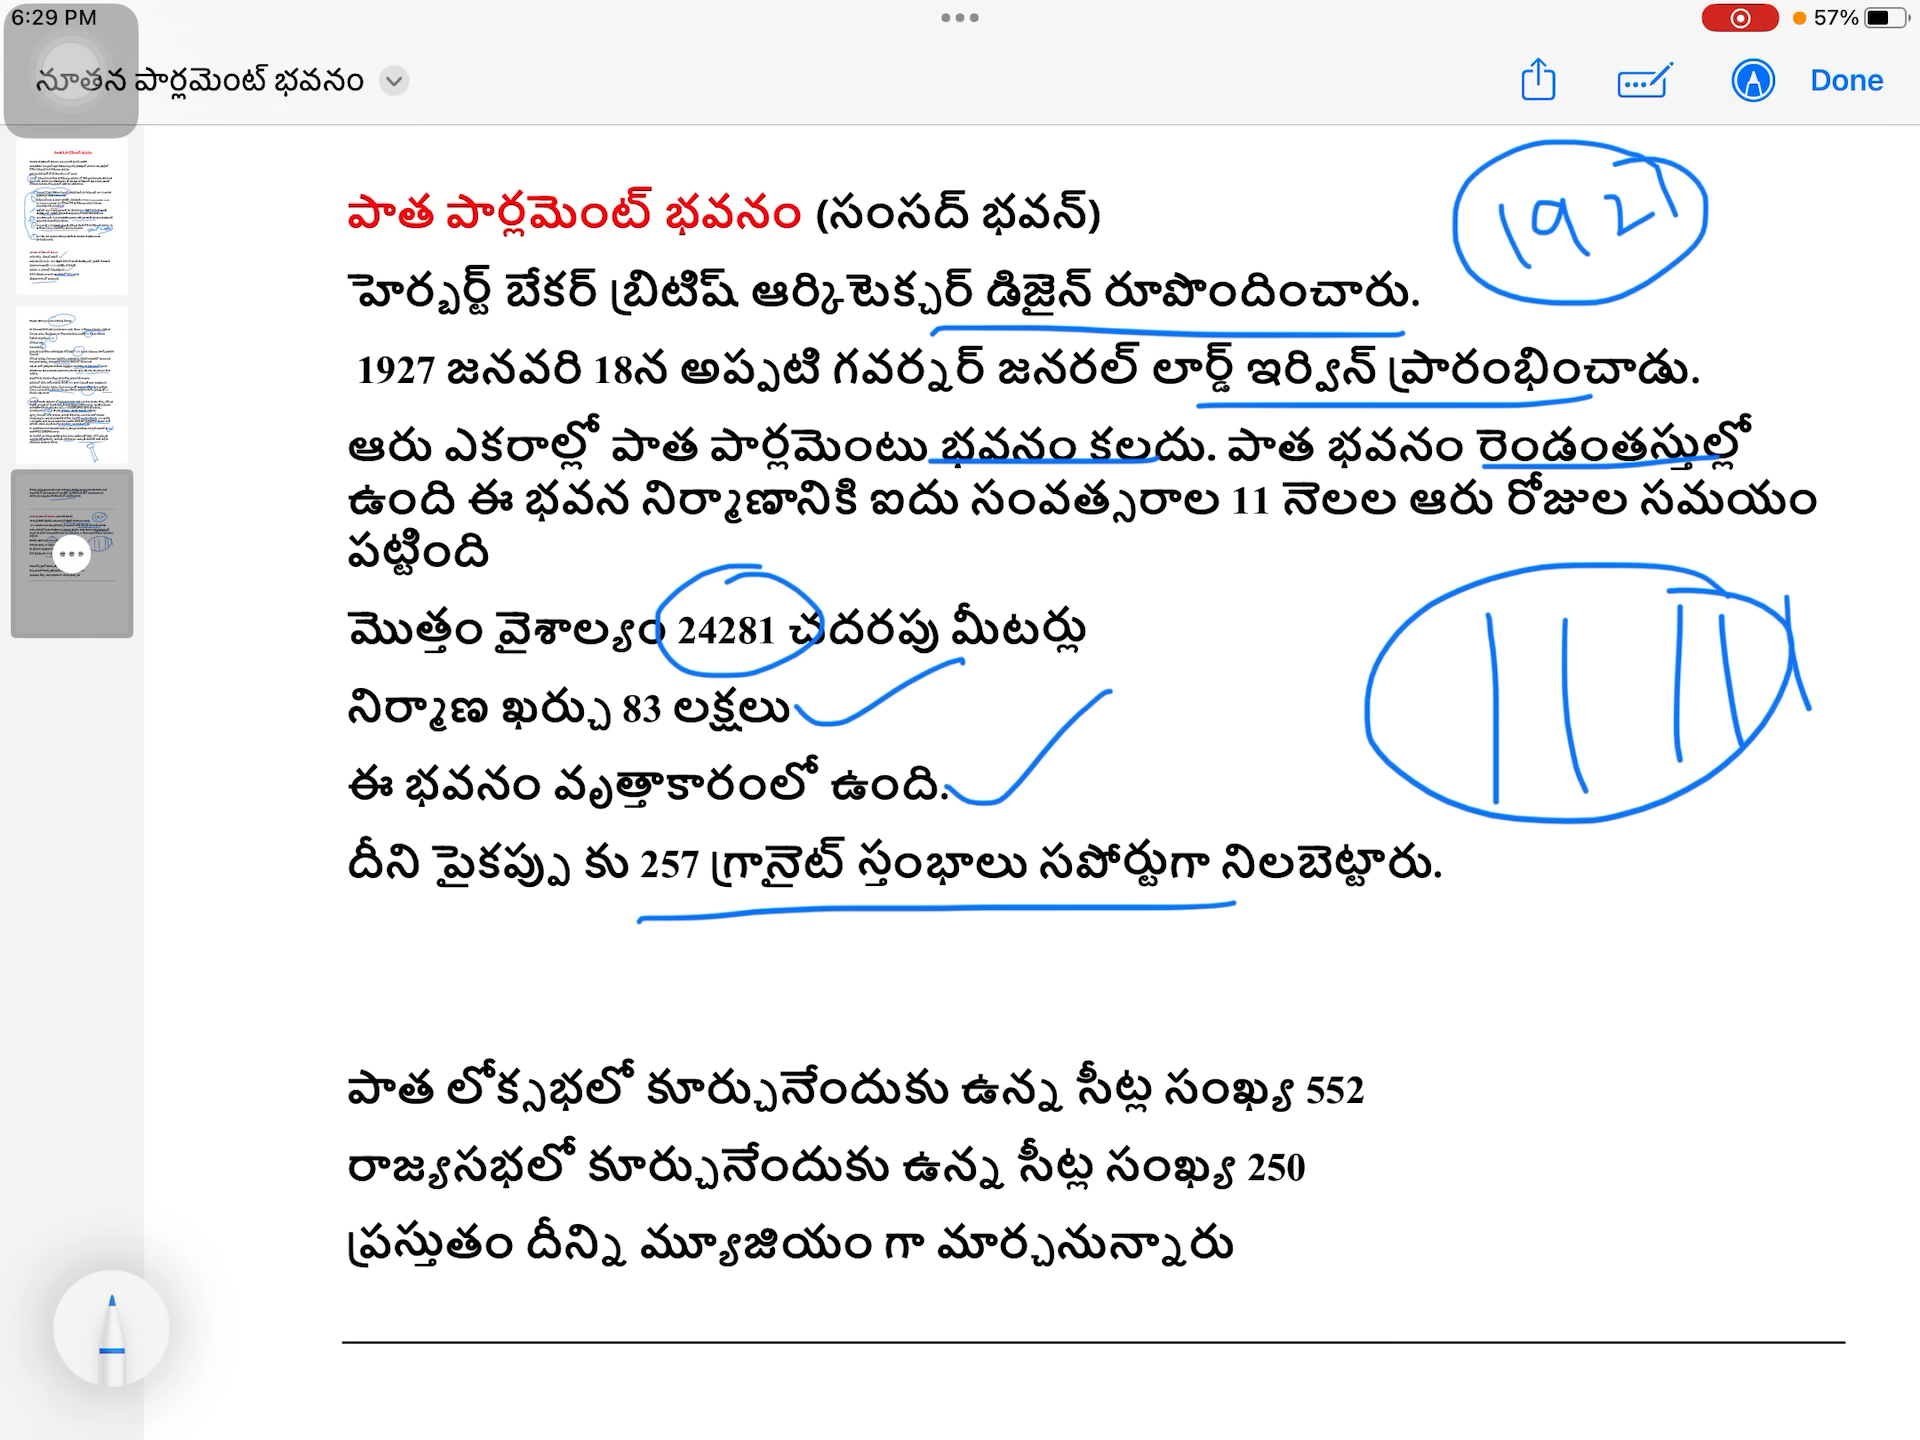 6:29 PM
57%
నూతన పార్లమెంట్ భవనం
Done
పాత పార్లమెంట్ భవనం (సంసద్ భవన్)
1927
హెర్బర్ట్ బేకర్ బ్రిటిష్ ఆర్కిటెక్చర్ డిజైన్ రూపొందించారు.
1927 జనవరి 18న అప్పటి గవర్నర్ జనరల్ లార్డ్ ఇర్విన్ ప్రారంభించాడు.
ఆరు ఎకరాల్లో పాత పార్లమెంటు భవనం కలదు. పాత భవనం రెండంతస్తుల్లో
ఉంది ఈ భవన నిర్మాణానికి ఐదు సంవత్సరాల 11 నెలల ఆరు రోజుల సమయం
పట్టింది
మొత్తం వైశాల్యం 24281 చదరపు మీటర్లు
నిర్మాణ ఖర్చు 83 లక్షలు
ఈ భవనం వృత్తాకారంలో ఉంది.
దీని పైకప్పు కు 257 గ్రానైట్ స్తంభాలు సపోర్టుగా నిలబెట్టారు.
పాత లోక్సభలో కూర్చునేందుకు ఉన్న సీట్ల సంఖ్య 552
రాజ్యసభలో కూర్చునేందుకు ఉన్న సీట్ల సంఖ్య 250
ప్రస్తుతం దీన్ని మ్యూజియం గా మార్చనున్నారు